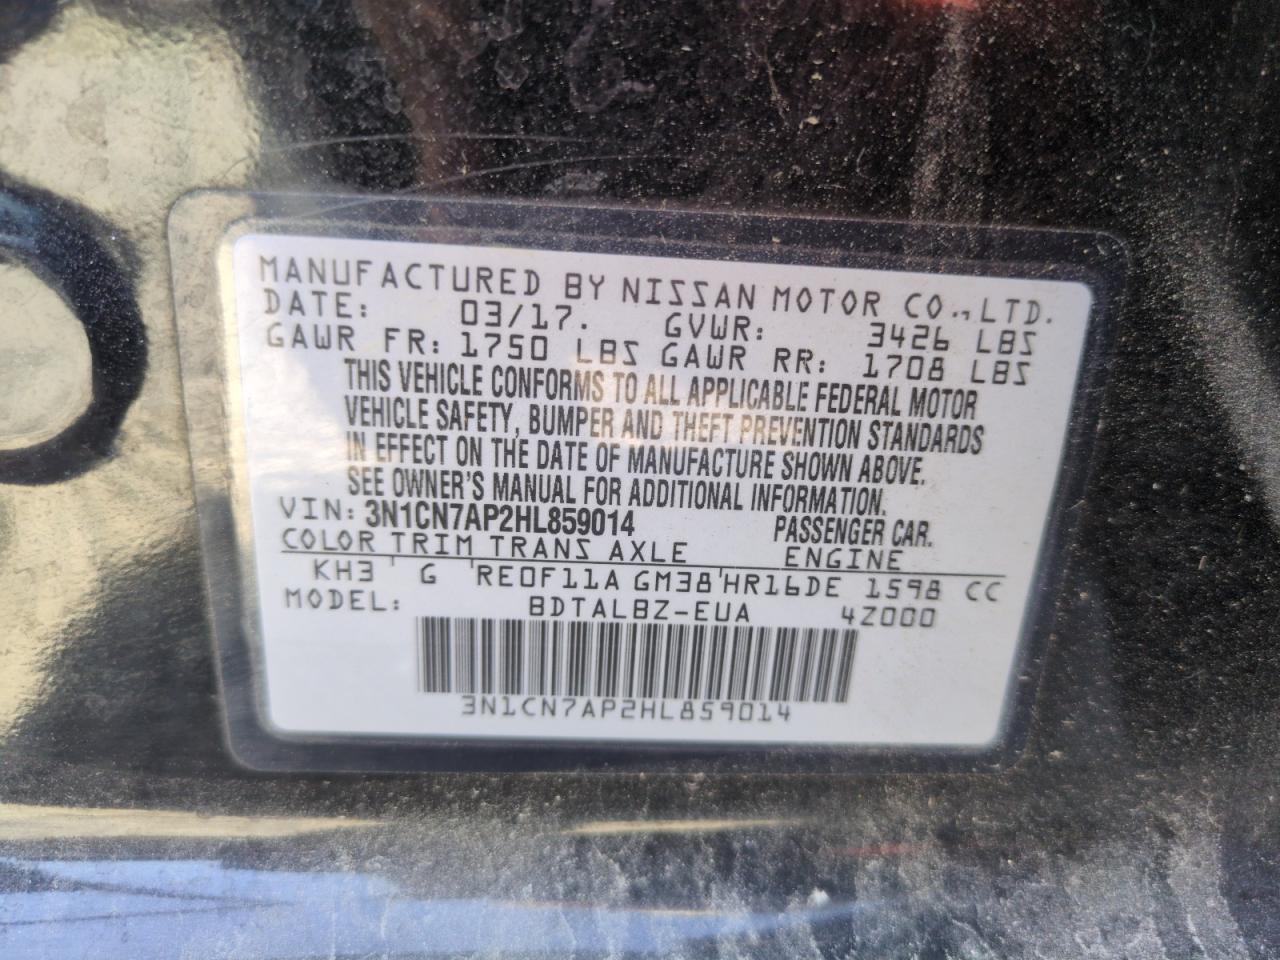 MANUFACTURED BY NISSAN MOTOR CO.,LTD.
DATE: 03/17. GVWR: 3426 LBS
GAWR FR: 1750 LBS GAWR RR: 1708 LBS
THIS VEHICLE CONFORMS TO ALL APPLICABLE FEDERAL MOTOR
VEHICLE SAFETY, BUMPER AND THEFT PREVENTION STANDARDS
IN EFFECT ON THE DATE OF MANUFACTURE SHOWN ABOVE.
SEE OWNER'S MANUAL FOR ADDITIONAL INFORMATION.
VIN: 3N1CN7AP2HL859014 PASSENGER CAR.
COLOR TRIM TRANS AXLE ENGINE
KH3 ' G ' RE0F11A GM38 ' HR16DE 1598 CC
MODEL: BDTALBZ-EUA 4Z000
3N1CN7AP2HL859014